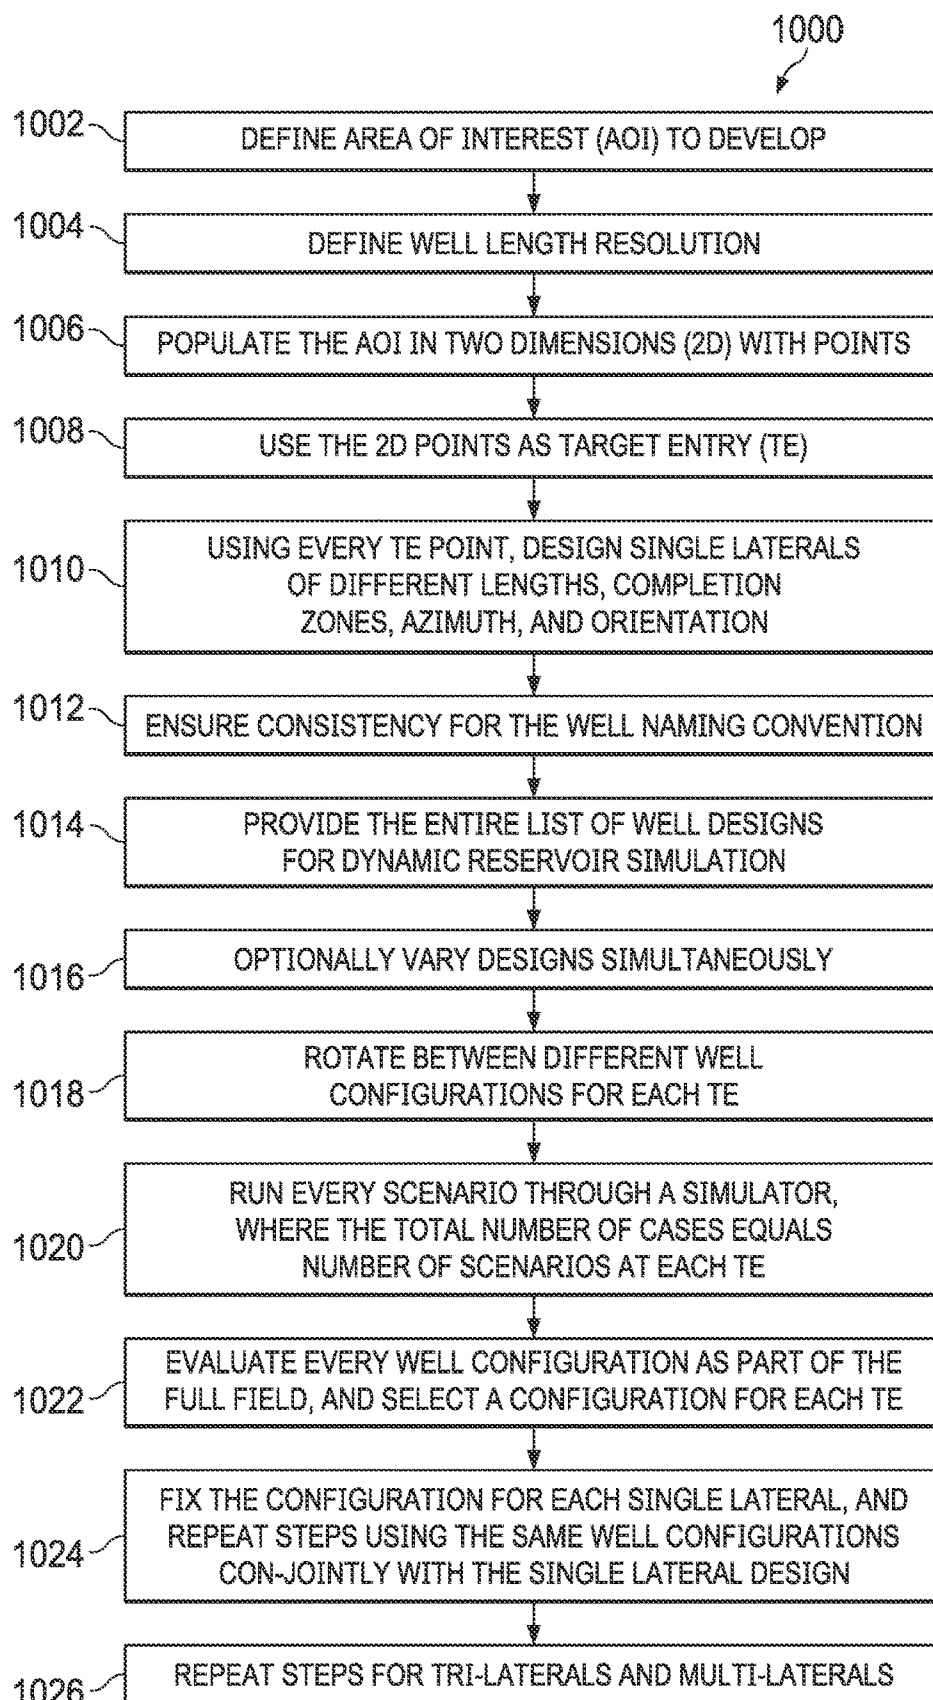 1000
1002
DEFINE AREA OF INTEREST (AOI) TO DEVELOP
1004
DEFINE WELL LENGTH RESOLUTION
1006
POPULATE THE AOI IN TWO DIMENSIONS (2D) WITH POINTS
1008
USE THE 2D POINTS AS TARGET ENTRY (TE)
1010
USING EVERY TE POINT, DESIGN SINGLE LATERALS
OF DIFFERENT LENGTHS, COMPLETION
ZONES, AZIMUTH, AND ORIENTATION
1012
ENSURE CONSISTENCY FOR THE WELL NAMING CONVENTION
1014
PROVIDE THE ENTIRE LIST OF WELL DESIGNS
FOR DYNAMIC RESERVOIR SIMULATION
1016
OPTIONALLY VARY DESIGNS SIMULTANEOUSLY
1018
ROTATE BETWEEN DIFFERENT WELL
CONFIGURATIONS FOR EACH TE
1020
RUN EVERY SCENARIO THROUGH A SIMULATOR,
WHERE THE TOTAL NUMBER OF CASES EQUALS
NUMBER OF SCENARIOS AT EACH TE
1022
EVALUATE EVERY WELL CONFIGURATION AS PART OF THE
FULL FIELD, AND SELECT A CONFIGURATION FOR EACH TE
1024
FIX THE CONFIGURATION FOR EACH SINGLE LATERAL, AND
REPEAT STEPS USING THE SAME WELL CONFIGURATIONS
CON-JOINTLY WITH THE SINGLE LATERAL DESIGN
1026
REPEAT STEPS FOR TRI-LATERALS AND MULTI-LATERALS